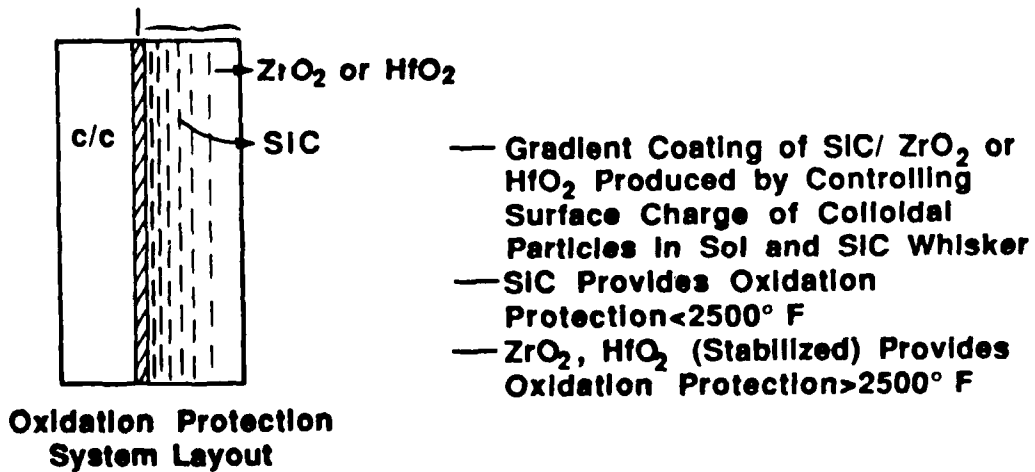 ZrO2 or HfO2
c/c
SiC
— Gradient Coating of SiC/ ZrO2 or
HfO2 Produced by Controlling
Surface Charge of Colloidal
Particles in Sol and SiC Whisker
— SiC Provides Oxidation
Protection<2500° F
— ZrO2, HfO2 (Stabilized) Provides
Oxidation Protection>2500° F
Oxidation Protection
System Layout